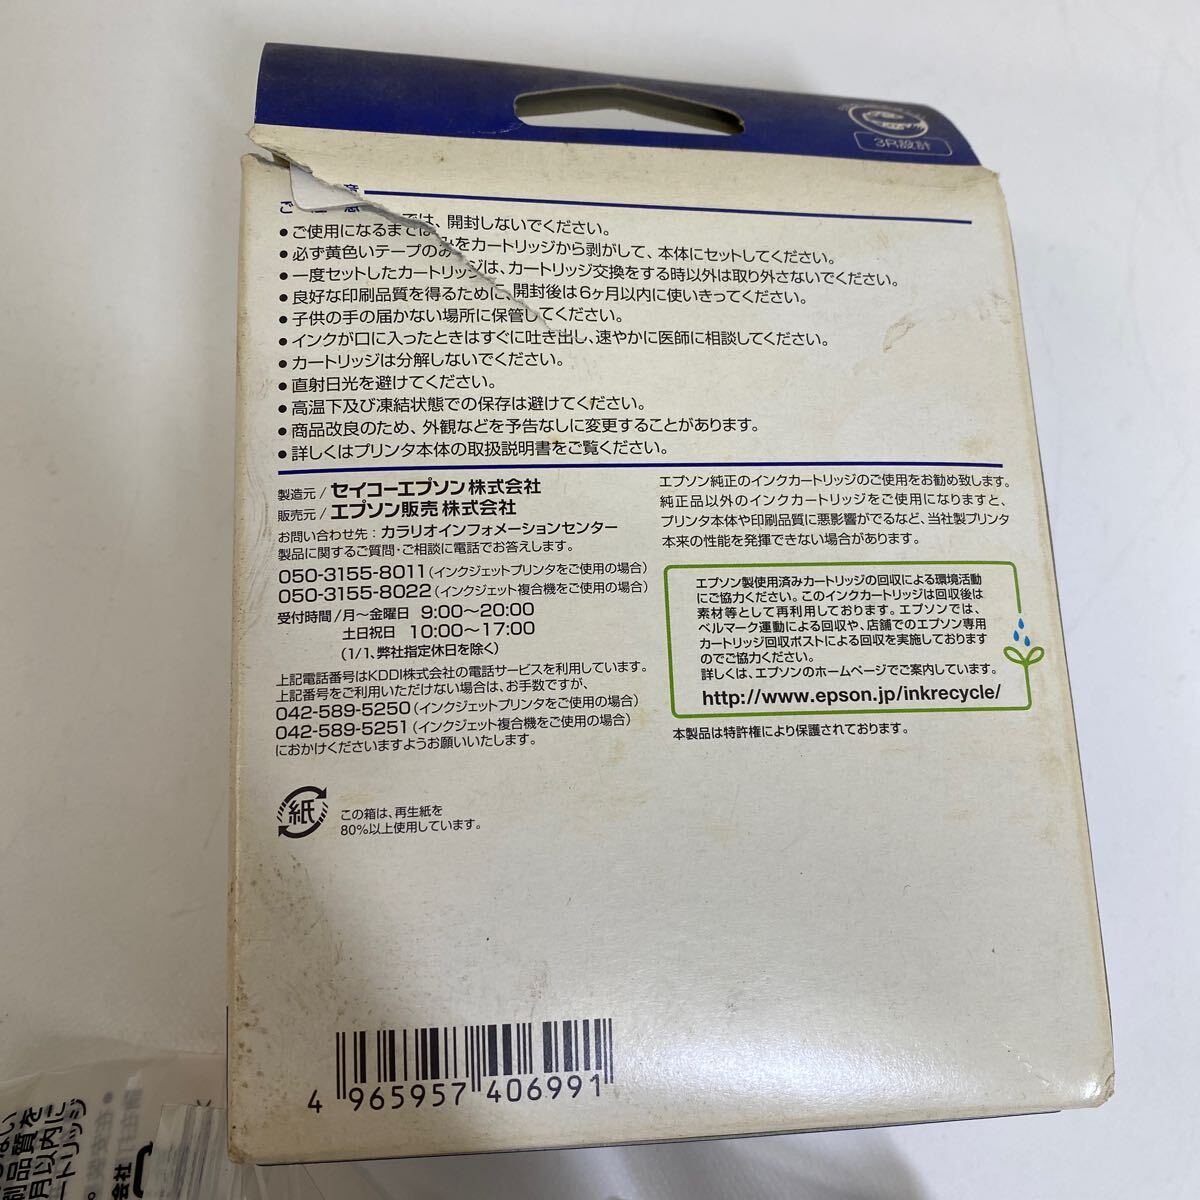 3R設計
ご注意
●ご使用になるまでは、開封しないでください。
●必ず黄色いテープのみをカートリッジから剥がして、本体にセットしてください。
●一度セットしたカートリッジは、カートリッジ交換をする時以外は取り外さないでください。
●良好な印刷品質を得るために、開封後は6ヶ月以内に使いきってください。
●子供の手の届かない場所に保管してください。
●インクが口に入ったときはすぐに吐き出し、速やかに医師に相談してください。
●カートリッジは分解しないでください。
●直射日光を避けてください。
●高温下及び凍結状態での保存は避けてください。
●商品改良のため、外観などを予告なしに変更することがあります。
●詳しくはプリンタ本体の取扱説明書をご覧ください。
製造元/セイコーエプソン株式会社
販売元/エプソン販売株式会社
お問い合わせ先：カラリオインフォメーションセンター
製品に関するご質問・ご相談に電話でお答えします。
050-3155-8011(インクジェットプリンタをご使用の場合)
050-3155-8022(インクジェット複合機をご使用の場合)
受付時間/月〜金曜日 9:00〜20:00
土日祝日 10:00〜17:00
(1/1、弊社指定休日を除く)
上記電話番号はKDDI株式会社の電話サービスを利用しています。
上記番号をご利用いただけない場合は、お手数ですが、
042-589-5250(インクジェットプリンタをご使用の場合)
042-589-5251(インクジェット複合機をご使用の場合)
におかけくださいますようお願いいたします。
エプソン純正のインクカートリッジのご使用をお勧め致します。
純正品以外のインクカートリッジをご使用になりますと、
プリンタ本体や印刷品質に悪影響がでるなど、当社製プリンタ
本来の性能を発揮できない場合があります。
エプソン製使用済みカートリッジの回収による環境活動
にご協力ください。このインクカートリッジは回収後は
素材等として再利用しております。エプソンでは、
ベルマーク運動による回収や、店舗でのエプソン専用
カートリッジ回収ポストによる回収を実施しております
のでご協力ください。
詳しくは、エプソンのホームページでご案内しています。
http://www.epson.jp/inkrecycle/
本製品は特許権により保護されております。
紙
この箱は、再生紙を
80%以上使用しています。
4 965957 406991
ない
刷品質を
月以内に
ートリッジ
会社